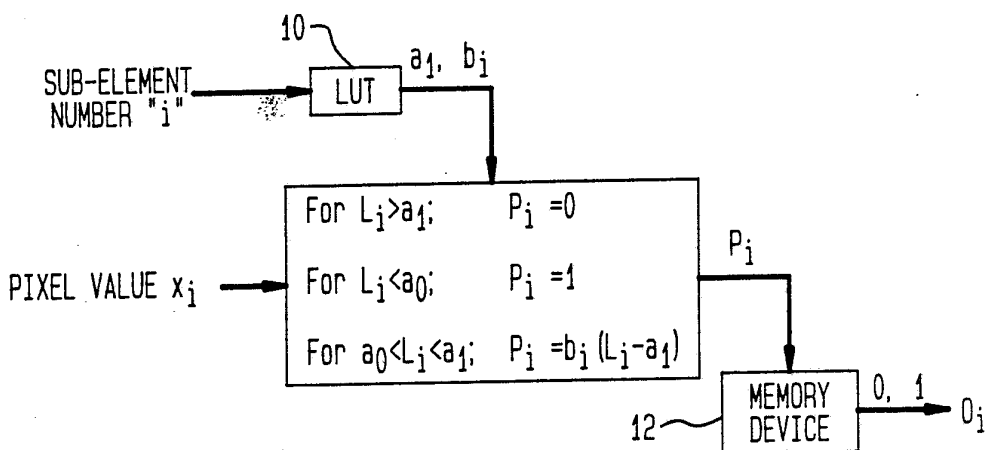 10
SUB-ELEMENT
NUMBER "i"
LUT
a₁, bᵢ
For Lᵢ>a₁; Pᵢ =0
PIXEL VALUE xᵢ
For Lᵢ<a₀; Pᵢ =1
For a₀<Lᵢ<a₁; Pᵢ =bᵢ(Lᵢ-a₁)
Pᵢ
12
MEMORY
DEVICE
0, 1
Oᵢ